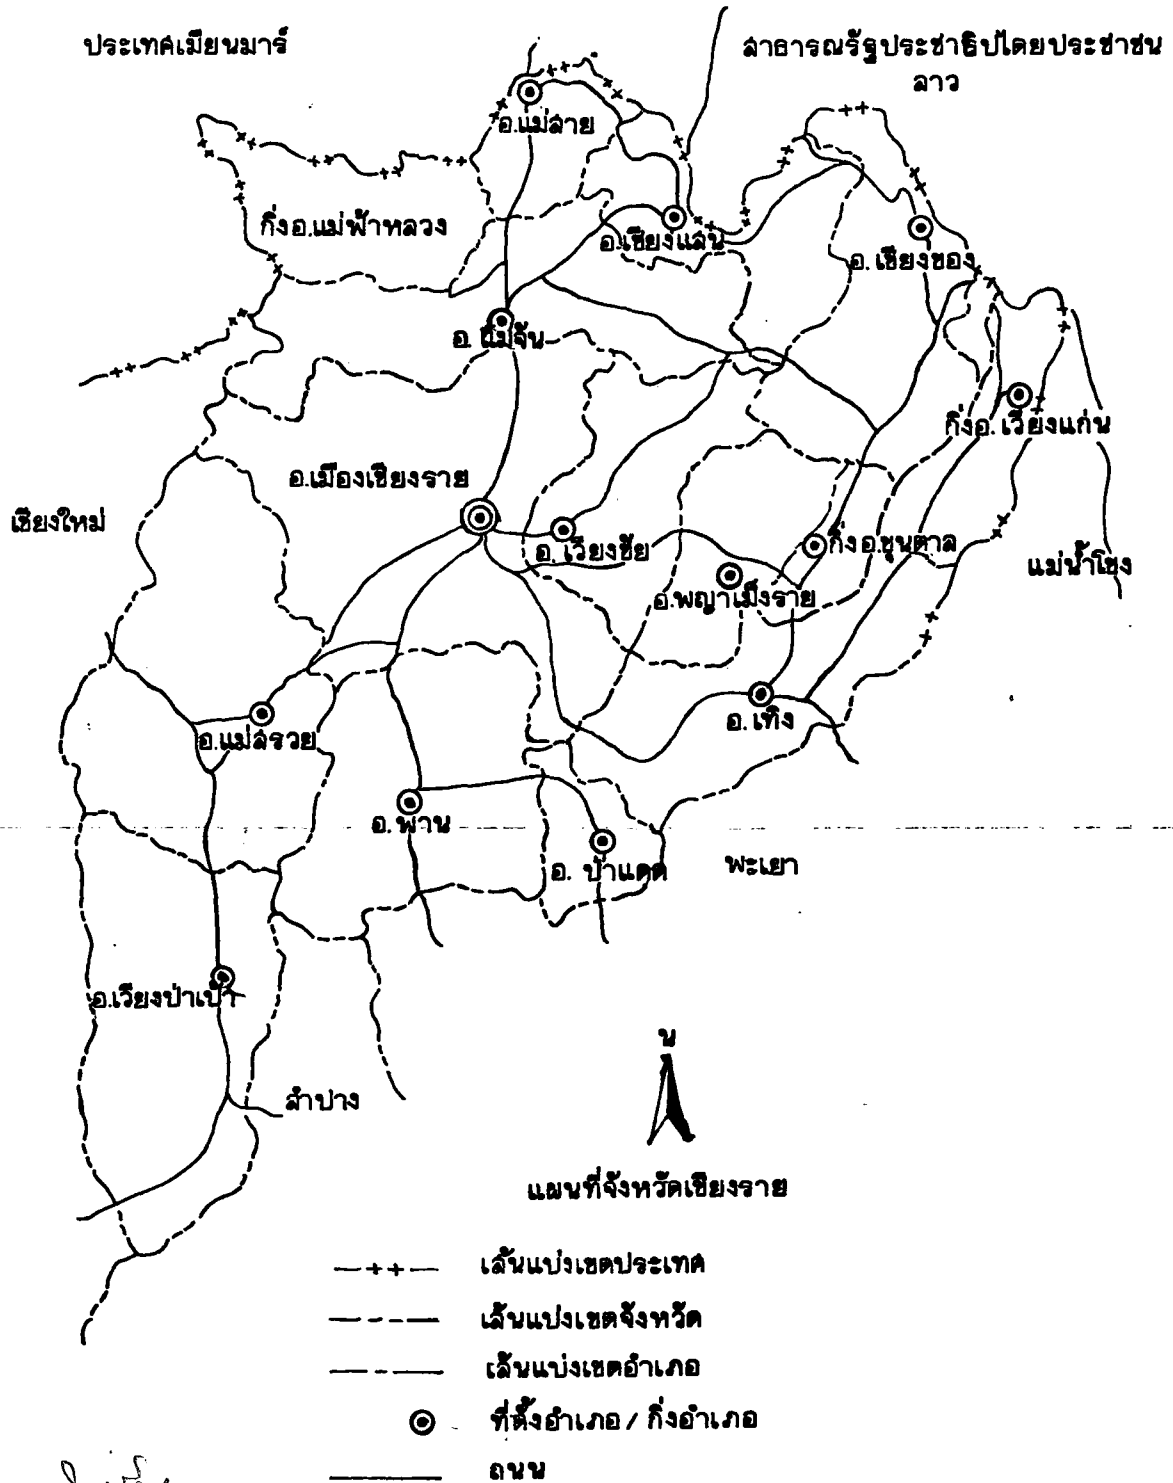 ประเทศเมียนมาร์
สาธารณรัฐประชาธิปไตยประชาชน
ลาว
อ.แม่สาย
กิ่งอ.แม่ฟ้าหลวง
อ.เชียงแสน
อ.เชียงของ
อ.แม่จัน
กิ่งอ.เวียงแก่น
อ.เมืองเชียงราย
เชียงใหม่
อ.เวียงชัย
กิ่งอ.ขุนตาล
แม่น้ำโขง
อ.พญาเม็งราย
อ.เทิง
อ.แม่สรวย
อ.พาน
อ. ป่าแดด
พะเยา
อ.เวียงป่าเป้า
น
ลำปาง
แผนที่จังหวัดเชียงราย
เส้นแบ่งเขตประเทศ
เส้นแบ่งเขตจังหวัด
เส้นแบ่งเขตอำเภอ
ที่ตั้งอำเภอ / กิ่งอำเภอ
ถนน